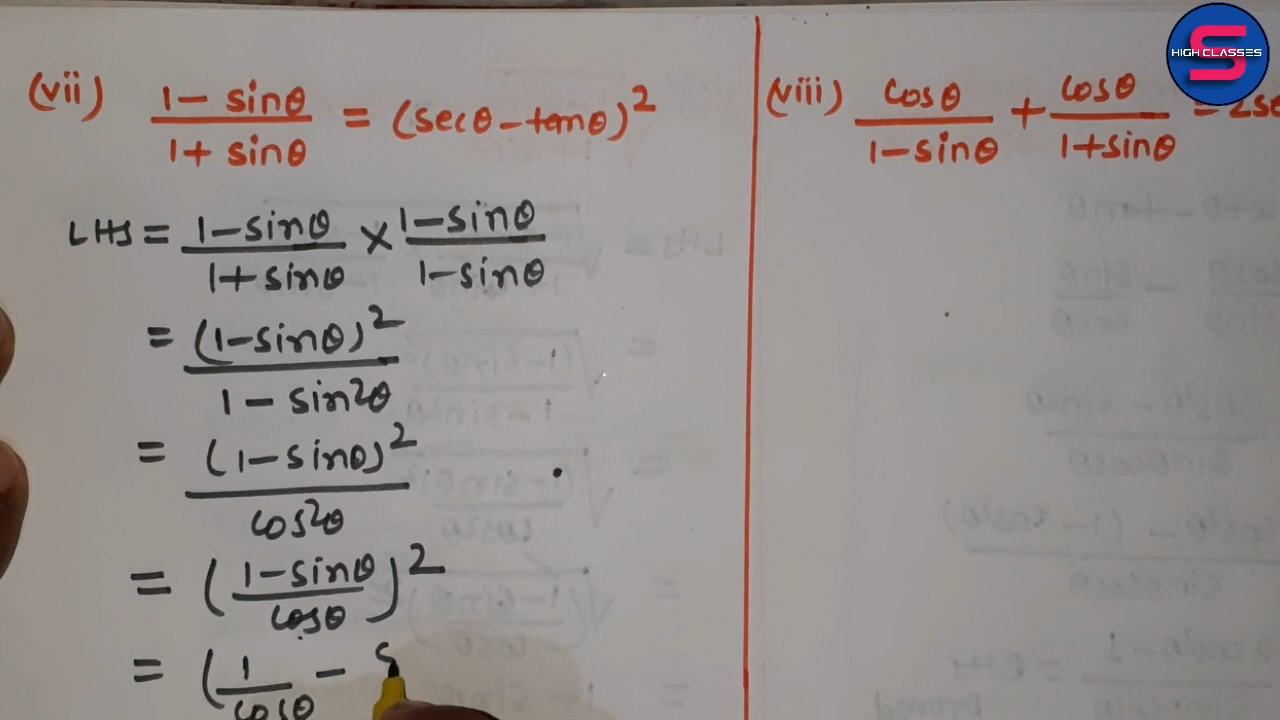 (vii) (1 - sinθ)/(1 + sinθ) = (secθ - tanθ)²
LHS = (1 - sinθ)/(1 + sinθ) × (1 - sinθ)/(1 - sinθ)
= (1 - sinθ)²/(1 - sin²θ)
= (1 - sinθ)²/cos²θ
= ((1 - sinθ)/cosθ)²
= (1/cosθ - s
(viii) cosθ/(1 - sinθ) + cosθ/(1 + sinθ) = 2se
S
HIGH CLASSES